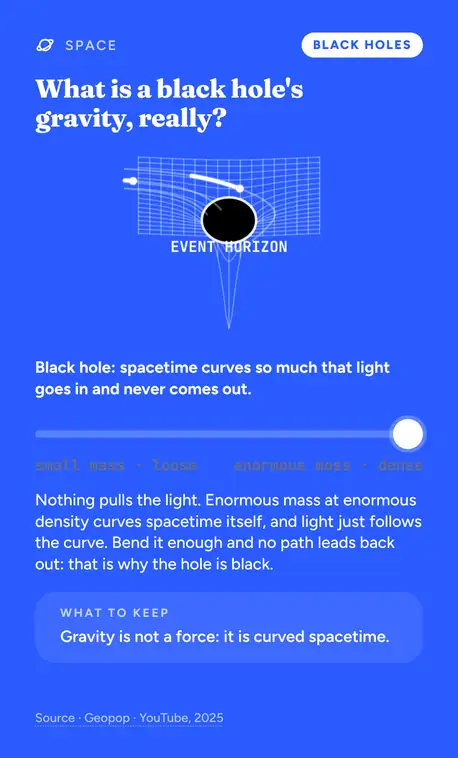 SPACE
BLACK HOLES
What is a black hole's
gravity, really?
EVENT HORIZON
Black hole: spacetime curves so much that light
goes in and never comes out.
small mass · loose
enormous mass · dense
Nothing pulls the light. Enormous mass at enormous
density curves spacetime itself, and light just follows
the curve. Bend it enough and no path leads back
out: that is why the hole is black.
WHAT TO KEEP
Gravity is not a force: it is curved spacetime.
Source · Geopop · YouTube, 2025